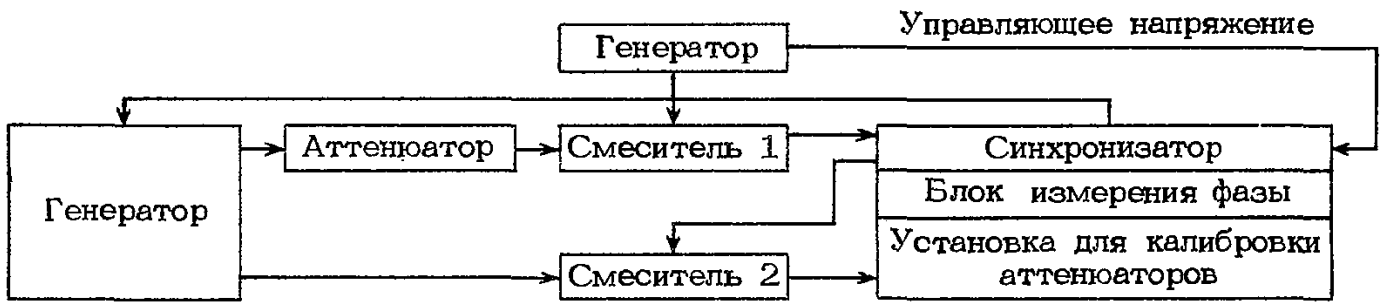 Управляющее напряжение
Генератор
Аттенюатор
Смеситель 1
Синхронизатор
Генератор
Блок измерения фазы
Установка для калибровки
аттенюаторов
Смеситель 2